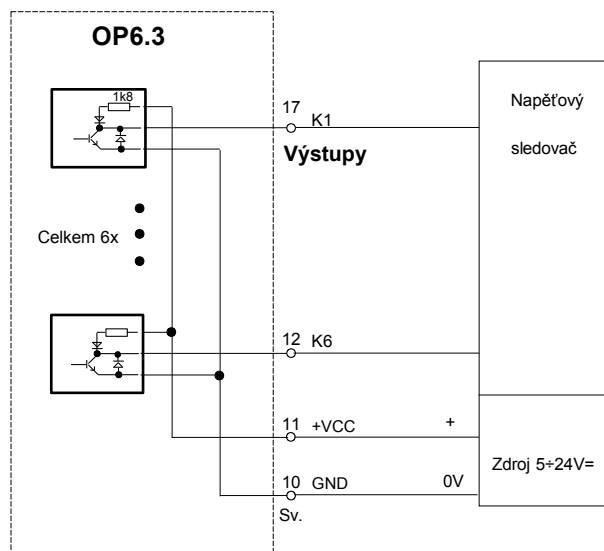 OP6.3
1k8
17
K1
Výstupy
Napěťový
sledovač
Celkem 6x
12
K6
11
+VCC
+
10
GND
0V
Zdroj 5÷24V=
Sv.